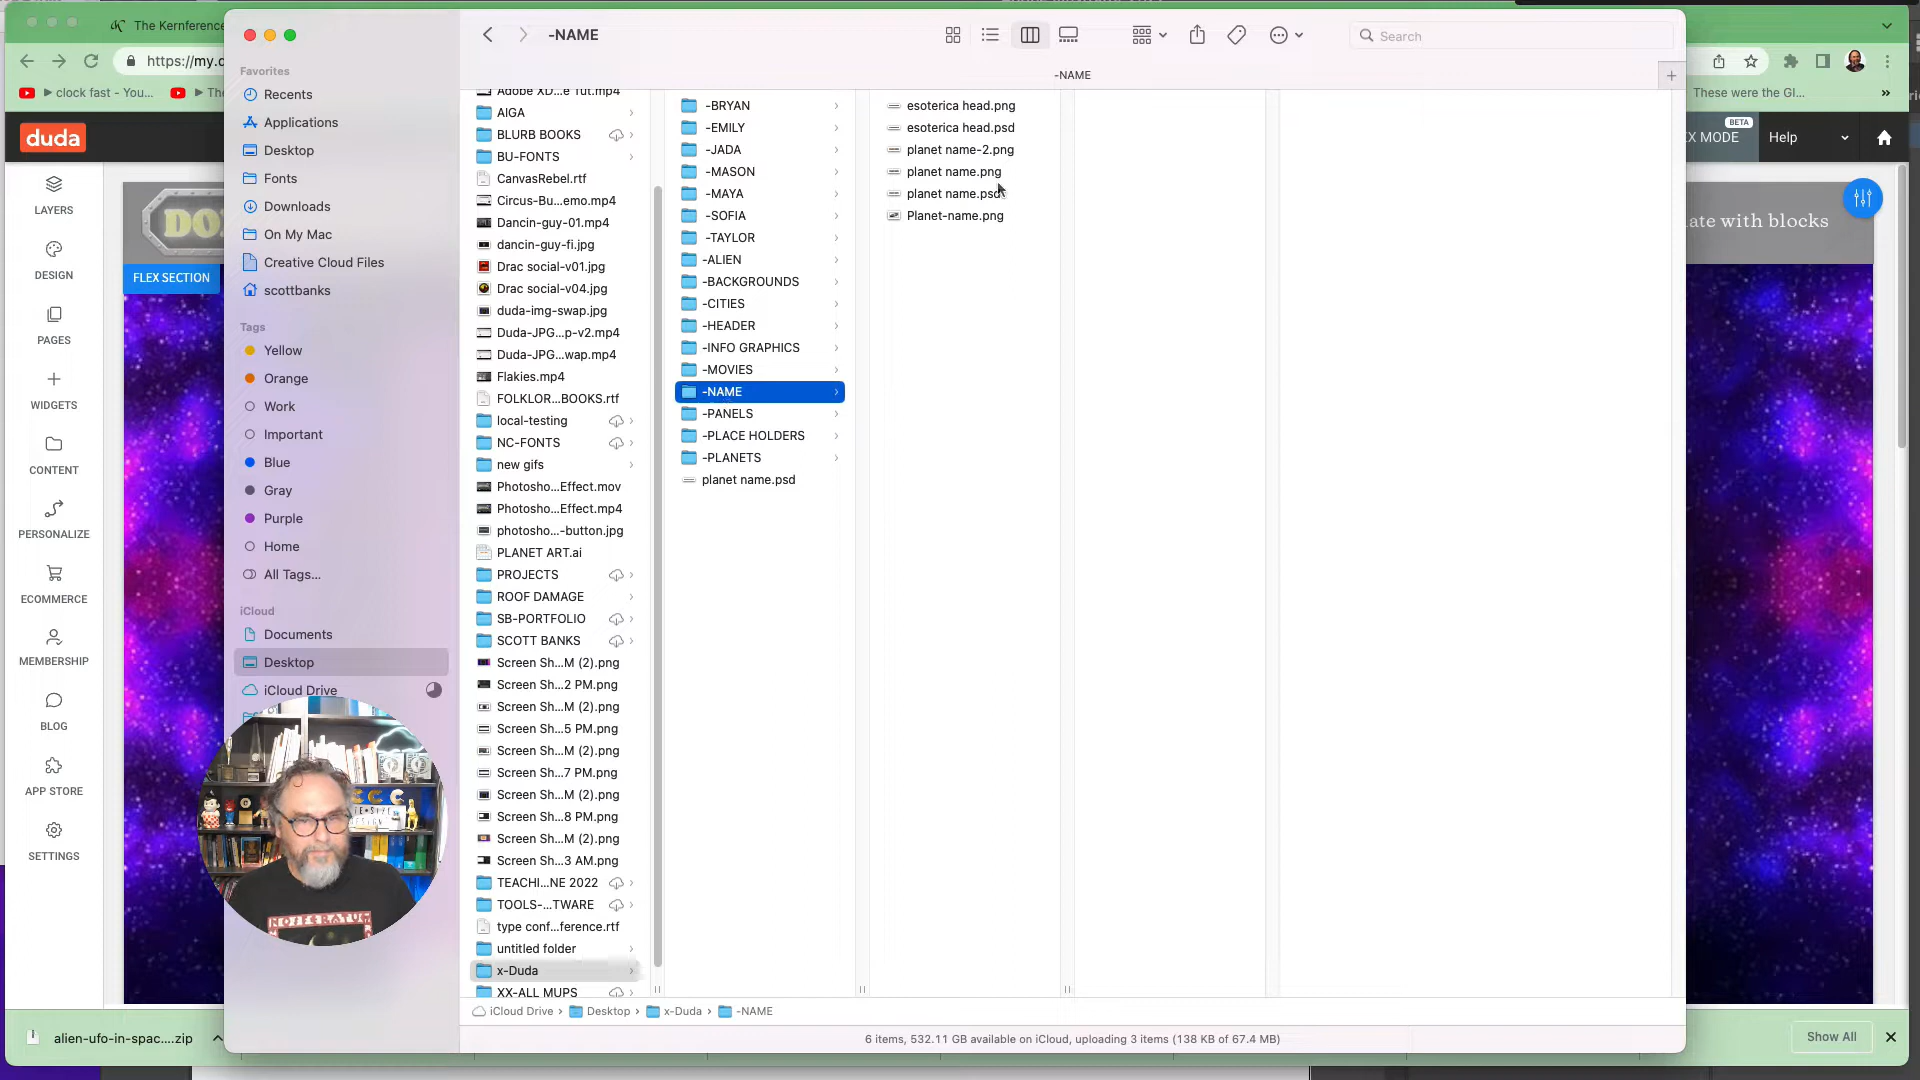 The Kernference
https://my.d
clock fast - You...
The
These were the GI...
duda
EX MODE
BETA
Help
LAYERS
DESIGN
PAGES
WIDGETS
CONTENT
PERSONALIZE
ECOMMERCE
MEMBERSHIP
BLOG
APP STORE
SETTINGS
FLEX SECTION
ate with blocks
-NAME
Search
-NAME
Favorites
Recents
Applications
Desktop
Fonts
Downloads
On My Mac
Creative Cloud Files
scottbanks
Tags
Yellow
Orange
Work
Important
Blue
Gray
Purple
Home
All Tags...
iCloud
Documents
Desktop
iCloud Drive
Adobe XD...e Tut.mp4
AIGA
BLURB BOOKS
BU-FONTS
CanvasRebel.rtf
Circus-Bu...emo.mp4
Dancin-guy-01.mp4
dancin-guy-fi.jpg
Drac social-v01.jpg
Drac social-v04.jpg
duda-img-swap.jpg
Duda-JPG...p-v2.mp4
Duda-JPG...wap.mp4
Flakies.mp4
FOLKLOR...BOOKS.rtf
local-testing
NC-FONTS
new gifs
Photosho...Effect.mov
Photosho...Effect.mp4
photosho...-button.jpg
PLANET ART.ai
PROJECTS
ROOF DAMAGE
SB-PORTFOLIO
SCOTT BANKS
Screen Sh...M (2).png
Screen Sh...2 PM.png
Screen Sh...M (2).png
Screen Sh...5 PM.png
Screen Sh...M (2).png
Screen Sh...7 PM.png
Screen Sh...M (2).png
Screen Sh...8 PM.png
Screen Sh...M (2).png
Screen Sh...3 AM.png
TEACHI...NE 2022
TOOLS-...TWARE
type conf...ference.rtf
untitled folder
x-Duda
XX-ALL MUPS
-BRYAN
-EMILY
-JADA
-MASON
-MAYA
-SOFIA
-TAYLOR
-ALIEN
-BACKGROUNDS
-CITIES
-HEADER
-INFO GRAPHICS
-MOVIES
-NAME
-PANELS
-PLACE HOLDERS
-PLANETS
planet name.psd
esoterica head.png
esoterica head.psd
planet name-2.png
planet name.png
planet name.psd
Planet-name.png
NOSFERATU
iCloud Drive › Desktop › x-Duda › -NAME
6 items, 532.11 GB available on iCloud, uploading 3 items (138 KB of 67.4 MB)
alien-ufo-in-spac....zip
Show All